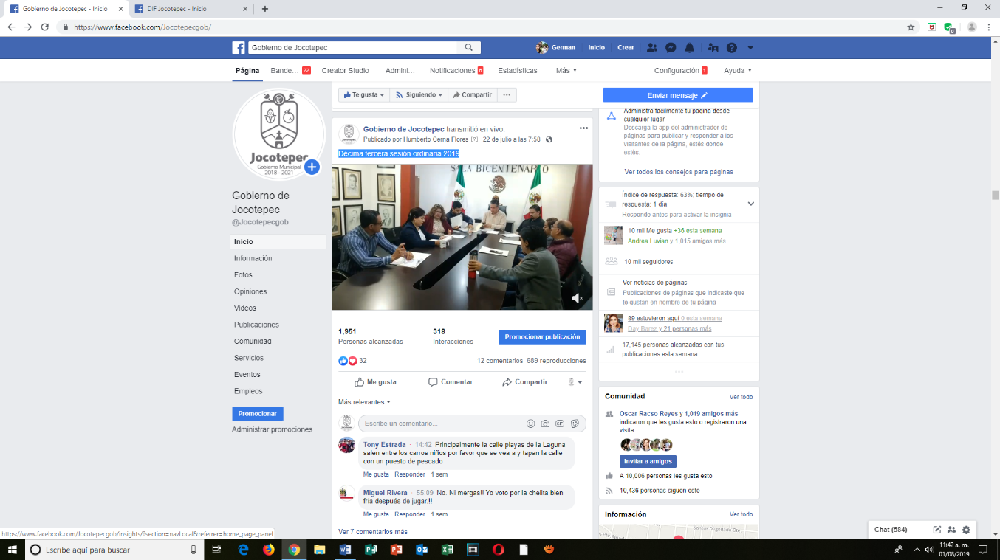 Gobierno de Jocotepec - Inicio
DIF Jocotepec - Inicio
https://www.facebook.com/Jocotepecgob/
0
Gobierno de Jocotepec
German
Inicio
Crear
Página
Bande... 22
Creator Studio
Admini...
Notificaciones 6
Estadísticas
Más
Configuración 1
Ayuda
Te gusta
Siguiendo
Compartir
Enviar mensaje
Jocotepec
Gobierno Municipal
2018 - 2021
Gobierno de
Jocotepec
@Jocotepecgob
Inicio
Información
Fotos
Opiniones
Videos
Publicaciones
Comunidad
Servicios
Eventos
Empleos
Promocionar
Administrar promociones
Gobierno de Jocotepec transmitió en vivo.
Publicado por Humberto Cerna Flores [?] · 22 de julio a las 7:58 ·
Décima tercera sesión ordinaria 2019
SALA BICENTENARIO
1,951
Personas alcanzadas
318
Interacciones
Promocionar publicación
32
12 comentarios 689 reproducciones
Me gusta
Comentar
Compartir
Más relevantes
Escribe un comentario...
GIF
Tony Estrada · 14:42 Principalmente la calle playas de la Laguna
salen entre los carros niños por favor que se vea a y tapan la calle
con un puesto de pescado
Me gusta · Responder · 1 sem
Miguel Rivera · 55:09 No. Ni mergas!! Yo voto por la chelita bien
fría después de jugar.!!
Me gusta · Responder · 1 sem
Ver 7 comentarios más
Administra fácilmente tu página desde
cualquier lugar
Descarga la app del administrador de
páginas para publicar y responder a los
visitantes de la página, estés donde
estés.
Ver todos los consejos para páginas
Índice de respuesta: 63%; tiempo de
respuesta: 1 día
Responde antes para activar la insignia
10 mil Me gusta +36 esta semana
Andrea Luvian y 1,015 amigos más
10 mil seguidores
Ver noticias de páginas
Publicaciones de páginas que indicaste que
te gustan en nombre de tu página
89 estuvieron aquí 0 esta semana
Day Barez y 21 personas más
17,145 personas alcanzadas con tus
publicaciones esta semana
Comunidad
Ver todo
Oscar Racso Reyes y 1,019 amigos más
indicaron que les gusta esto o registraron una
visita
Invitar a amigos
A 10,006 personas les gusta esto
10,436 personas siguen esto
Información
Ver todo
Santos Degollado Ote
Chat (584)
https://www.facebook.com/Jocotepecgob/insights/?section=navLocal&referrer=home_page_panel
Escribe aquí para buscar
11:42 a. m.
01/08/2019